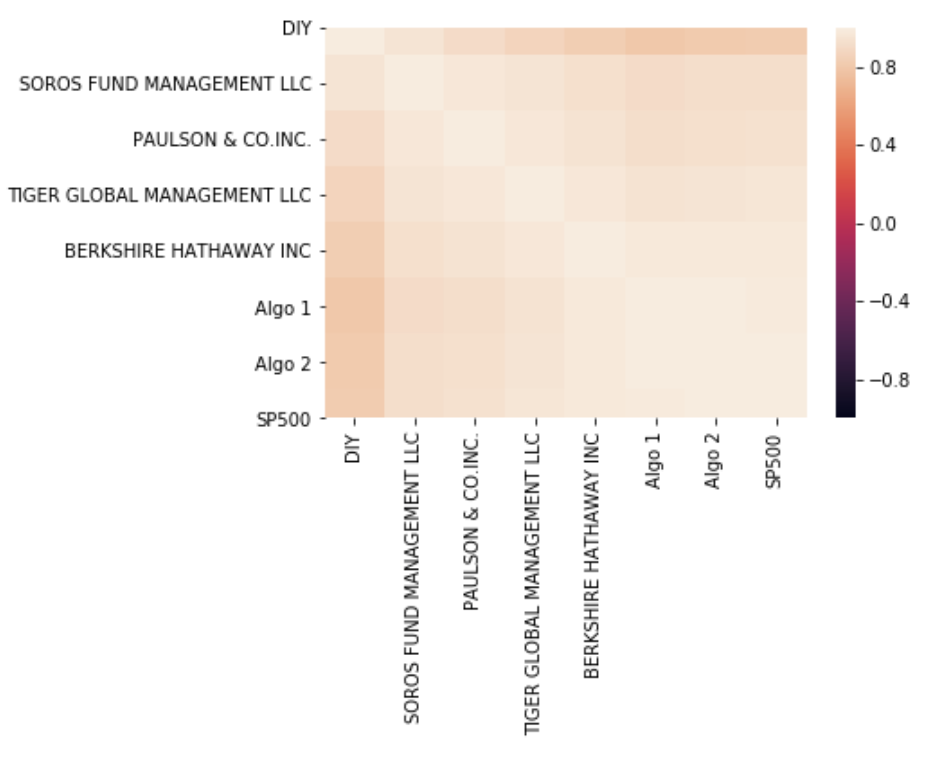 DIY
SOROS FUND MANAGEMENT LLC
PAULSON & CO.INC.
TIGER GLOBAL MANAGEMENT LLC
BERKSHIRE HATHAWAY INC
Algo 1
Algo 2
SP500
DIY
SOROS FUND MANAGEMENT LLC
PAULSON & CO.INC.
TIGER GLOBAL MANAGEMENT LLC
BERKSHIRE HATHAWAY INC
Algo 1
Algo 2
SP500
0.8
0.4
0.0
−0.4
−0.8